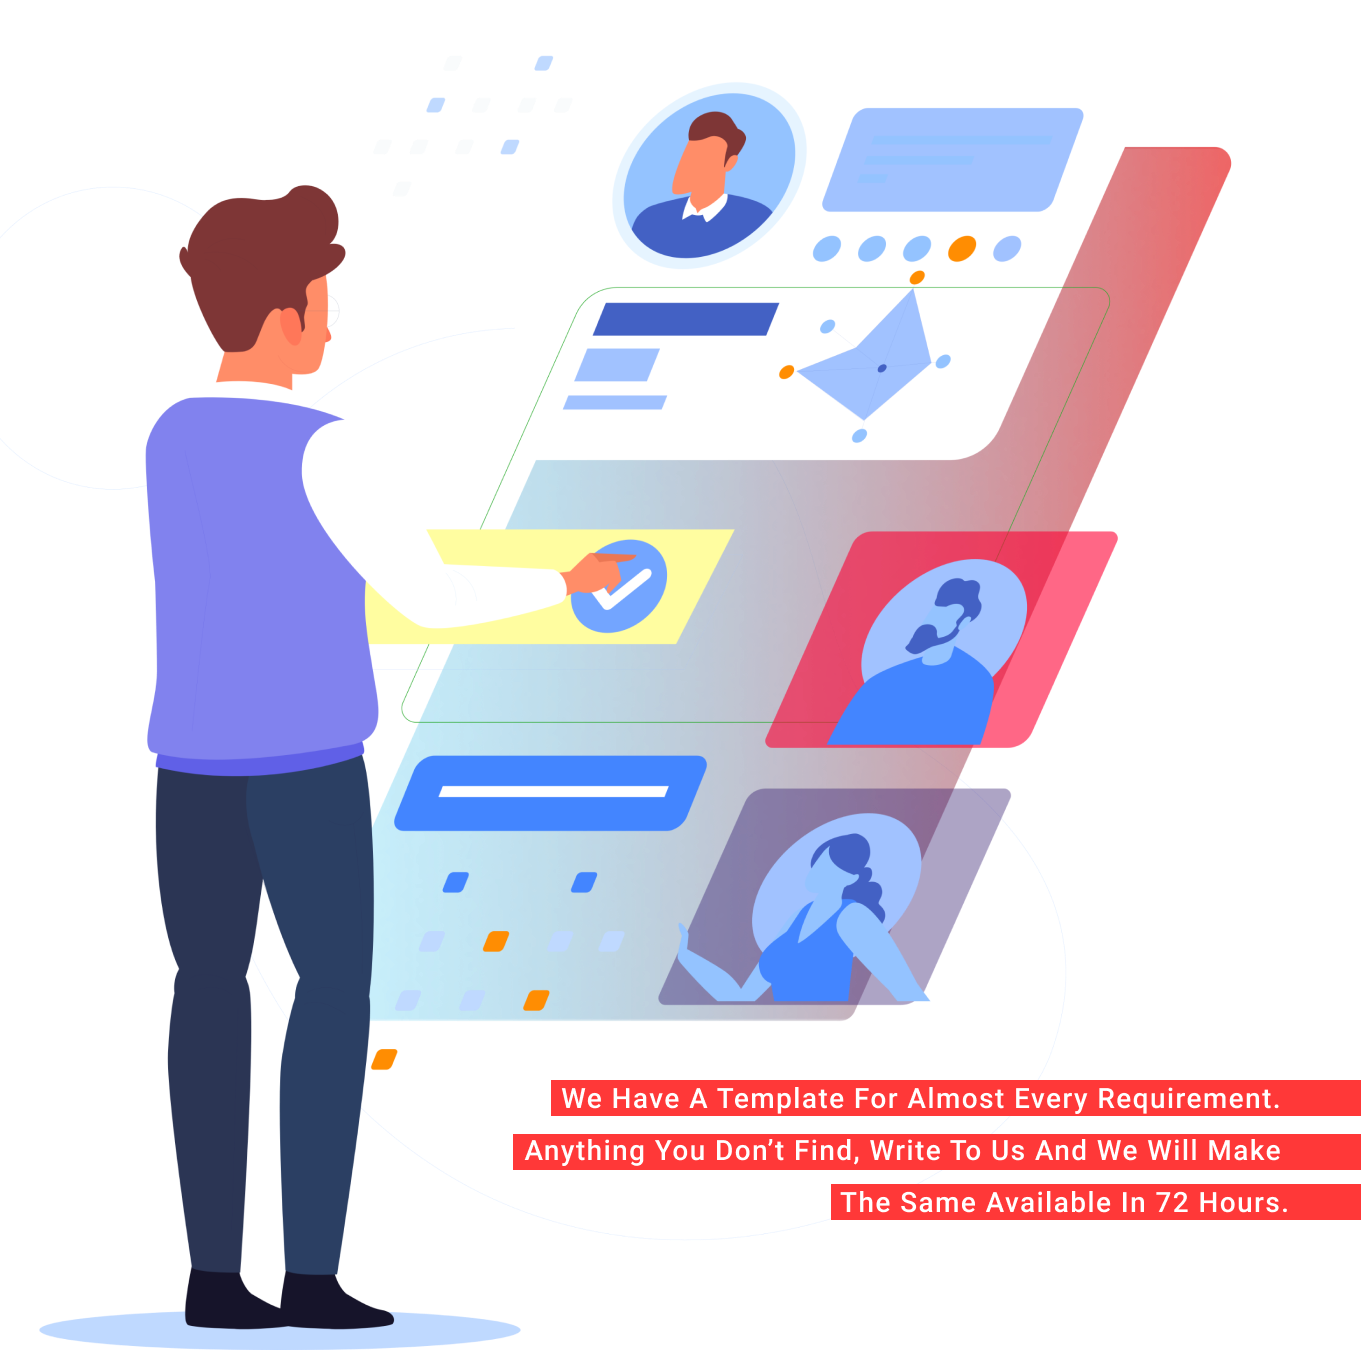 We Have A Template For Almost Every Requirement.
Anything You Don’t Find, Write To Us And We Will Make
The Same Available In 72 Hours.